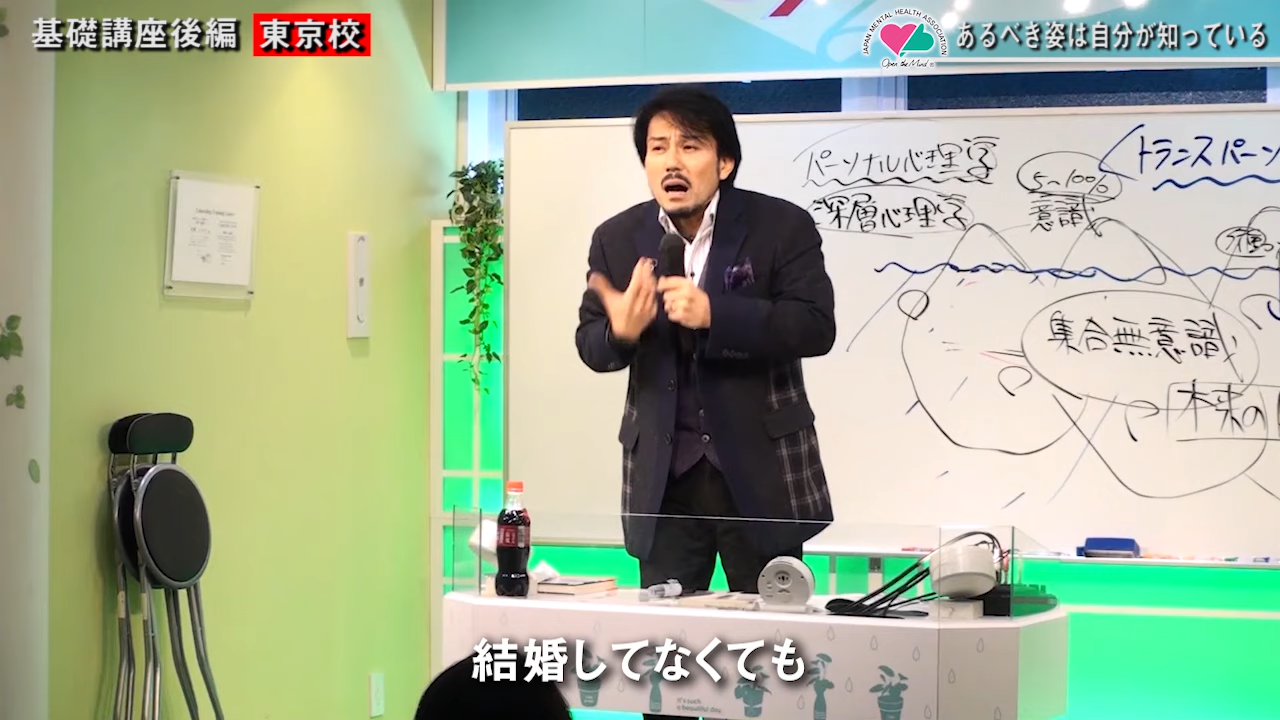 基礎講座後編 東京校
JAPAN MENTAL HEALTH ASSOCIATION
Open the Mind
あるべき姿は自分が知っている
パーソナル心理学
深層心理学
5〜10%
意識
トランスパーソ
集合無意識
本来の
It's such
a beautiful day.
結婚してなくても